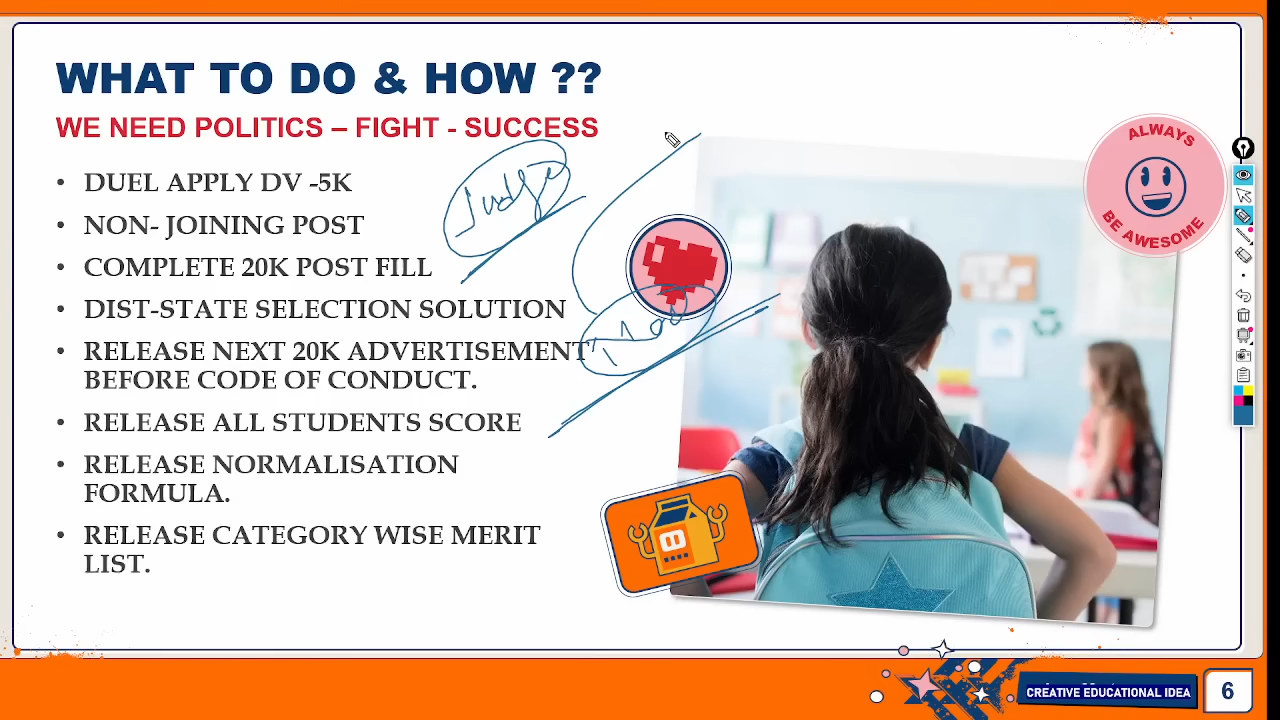 WHAT TO DO & HOW ??
WE NEED POLITICS – FIGHT - SUCCESS
• DUEL APPLY DV -5K
• NON- JOINING POST
• COMPLETE 20K POST FILL
• DIST-STATE SELECTION SOLUTION
• RELEASE NEXT 20K ADVERTISEMENT
BEFORE CODE OF CONDUCT.
• RELEASE ALL STUDENTS SCORE
• RELEASE NORMALISATION
FORMULA.
• RELEASE CATEGORY WISE MERIT
LIST.
Judge
ALWAYS
BE AWESOME
CREATIVE EDUCATIONAL IDEA
6